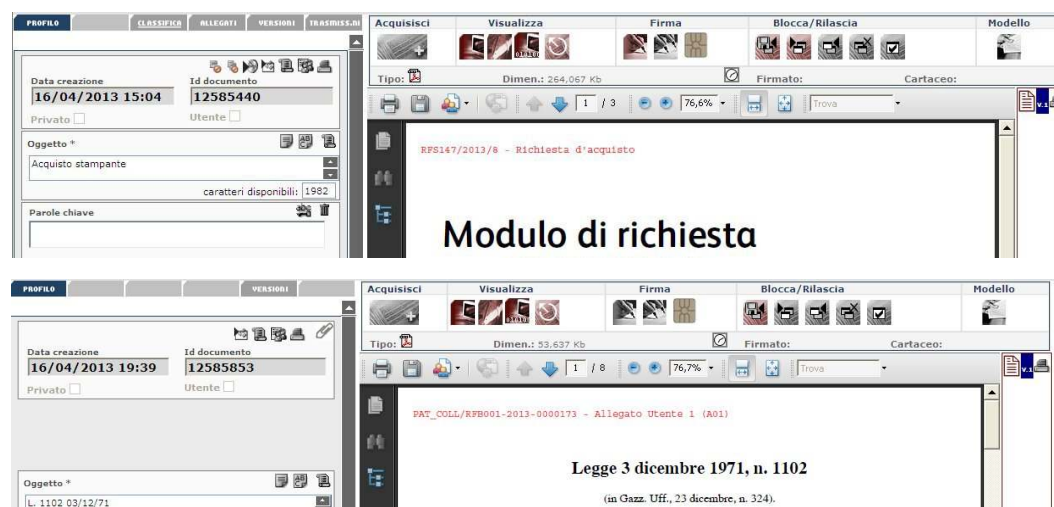 PROFILO CLASSIFICA ALLEGATI VERSIONI TRASMISS.NI
Acquisisci Visualizza Firma Blocca/Rilascia Modello
Tipo: Dimen.: 264,067 Kb Firmato: Cartaceo:
Data creazione Id documento
16/04/2013 15:04 12585440
Privato Utente
1 / 3 76,6% Trova
V.1
Oggetto *
Acquisto stampante
caratteri disponibili: 1982
Parole chiave
RFS147/2013/8 - Richiesta d'acquisto
Modulo di richiesta
PROFILO VERSIONI
Acquisisci Visualizza Firma Blocca/Rilascia Modello
Tipo: Dimen.: 53,637 Kb Firmato: Cartaceo:
Data creazione Id documento
16/04/2013 19:39 12585853
Privato Utente
1 / 8 76,7% Trova
V.1
Oggetto *
L. 1102 03/12/71
PAT_COLL/RFB001-2013-0000173 - Allegato Utente 1 (A01)
Legge 3 dicembre 1971, n. 1102
(in Gazz. Uff., 23 dicembre, n. 324).